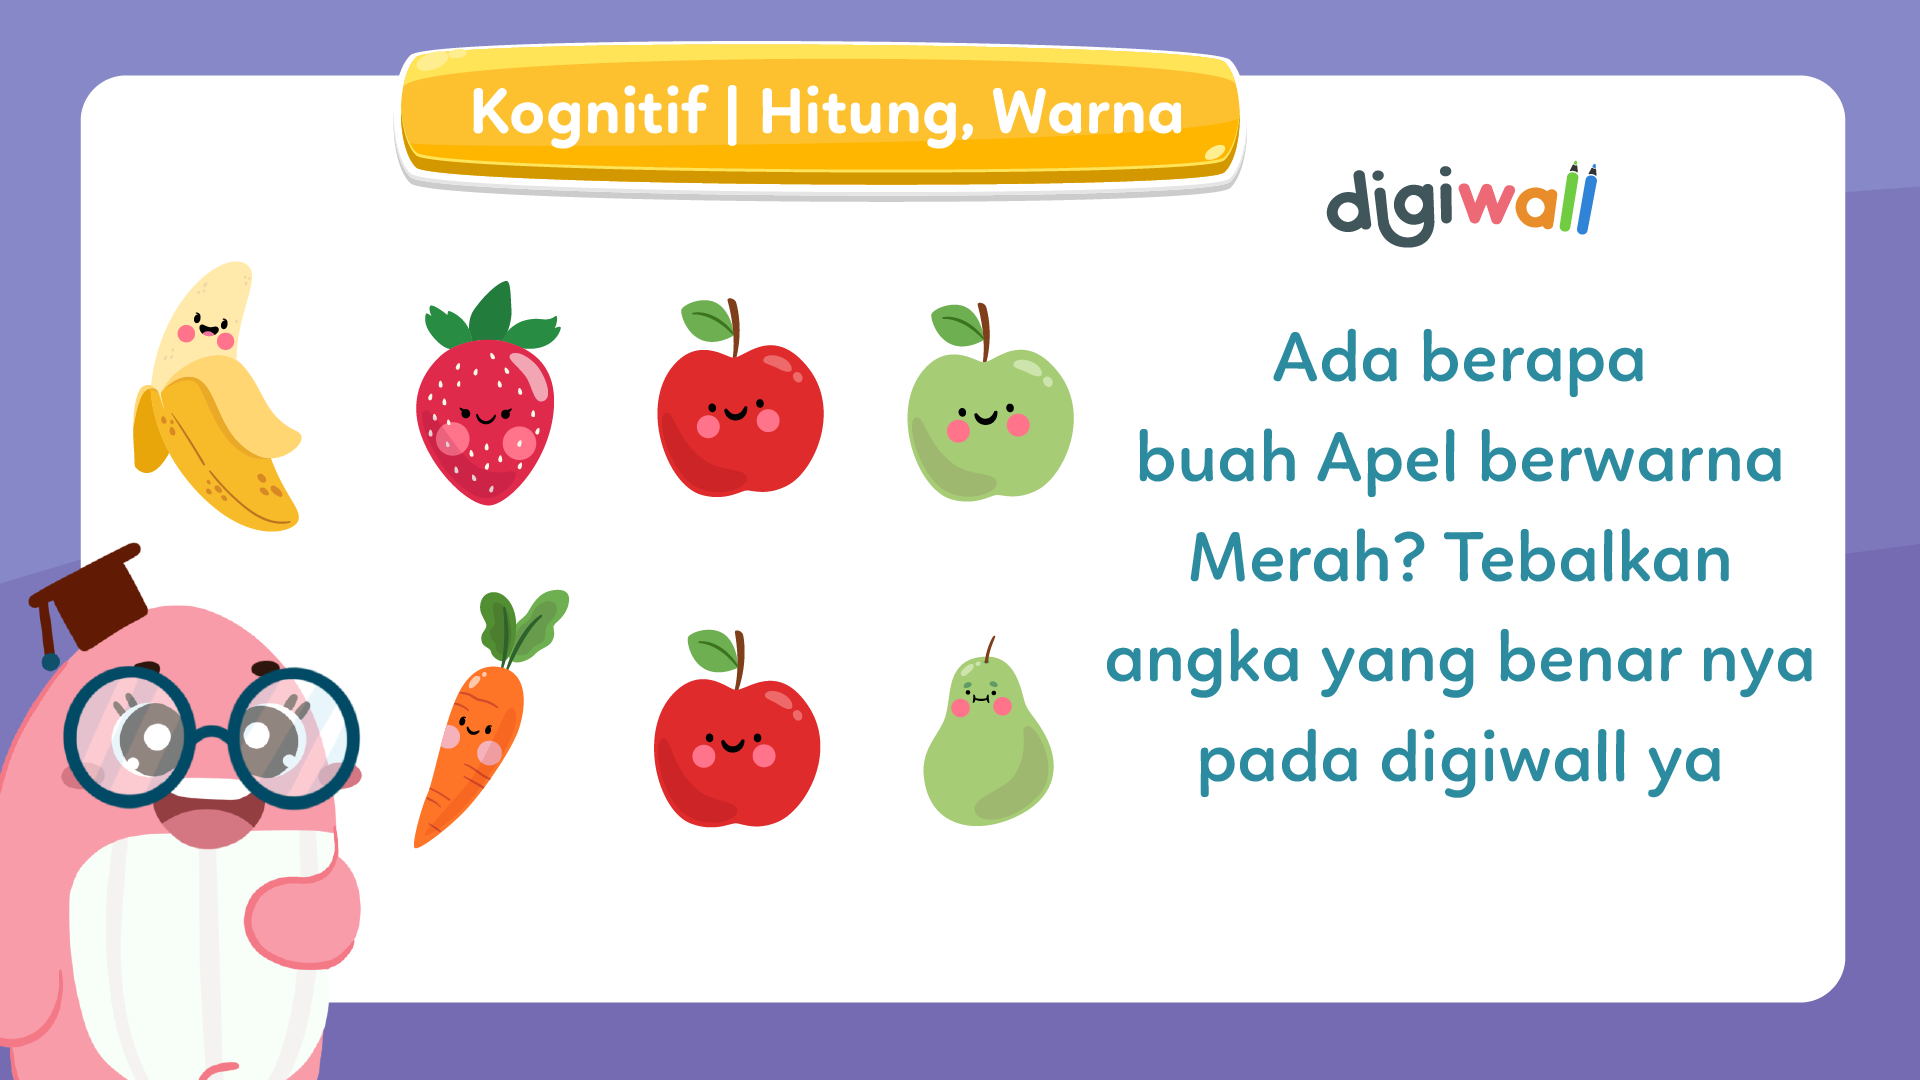 Kognitif | Hitung, Warna
digiwall
Ada berapa
buah Apel berwarna
Merah? Tebalkan
angka yang benar nya
pada digiwall ya